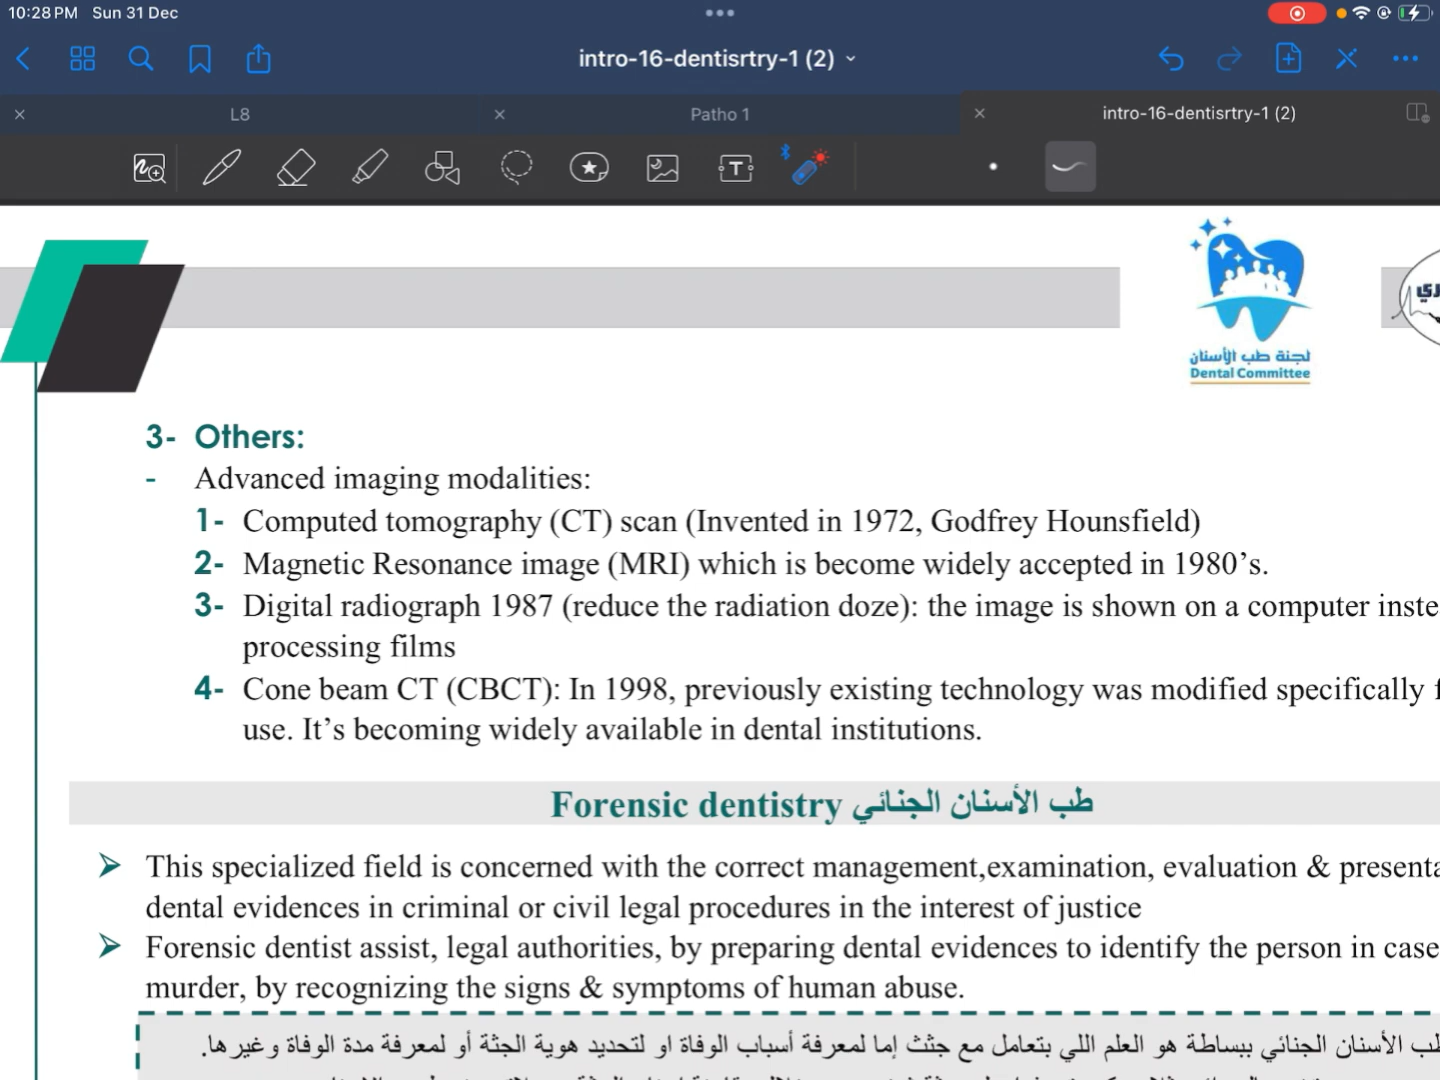 10:28 PM Sun 31 Dec
intro-16-dentisrtry-1 (2)
L8
Patho 1
intro-16-dentisrtry-1 (2)
لجنة طب الأسنان
Dental Committee
3- Others:
- Advanced imaging modalities:
1- Computed tomography (CT) scan (Invented in 1972, Godfrey Hounsfield)
2- Magnetic Resonance image (MRI) which is become widely accepted in 1980’s.
3- Digital radiograph 1987 (reduce the radiation doze): the image is shown on a computer inste
processing films
4- Cone beam CT (CBCT): In 1998, previously existing technology was modified specifically f
use. It’s becoming widely available in dental institutions.
Forensic dentistry طب الأسنان الجنائي
➢ This specialized field is concerned with the correct management,examination, evaluation & presenta
dental evidences in criminal or civil legal procedures in the interest of justice
➢ Forensic dentist assist, legal authorities, by preparing dental evidences to identify the person in case
murder, by recognizing the signs & symptoms of human abuse.
طب الأسنان الجنائي ببساطة هو العلم اللي بتعامل مع جثث إما لمعرفة أسباب الوفاة او لتحديد هوية الجثة أو لمعرفة مدة الوفاة وغيرها.